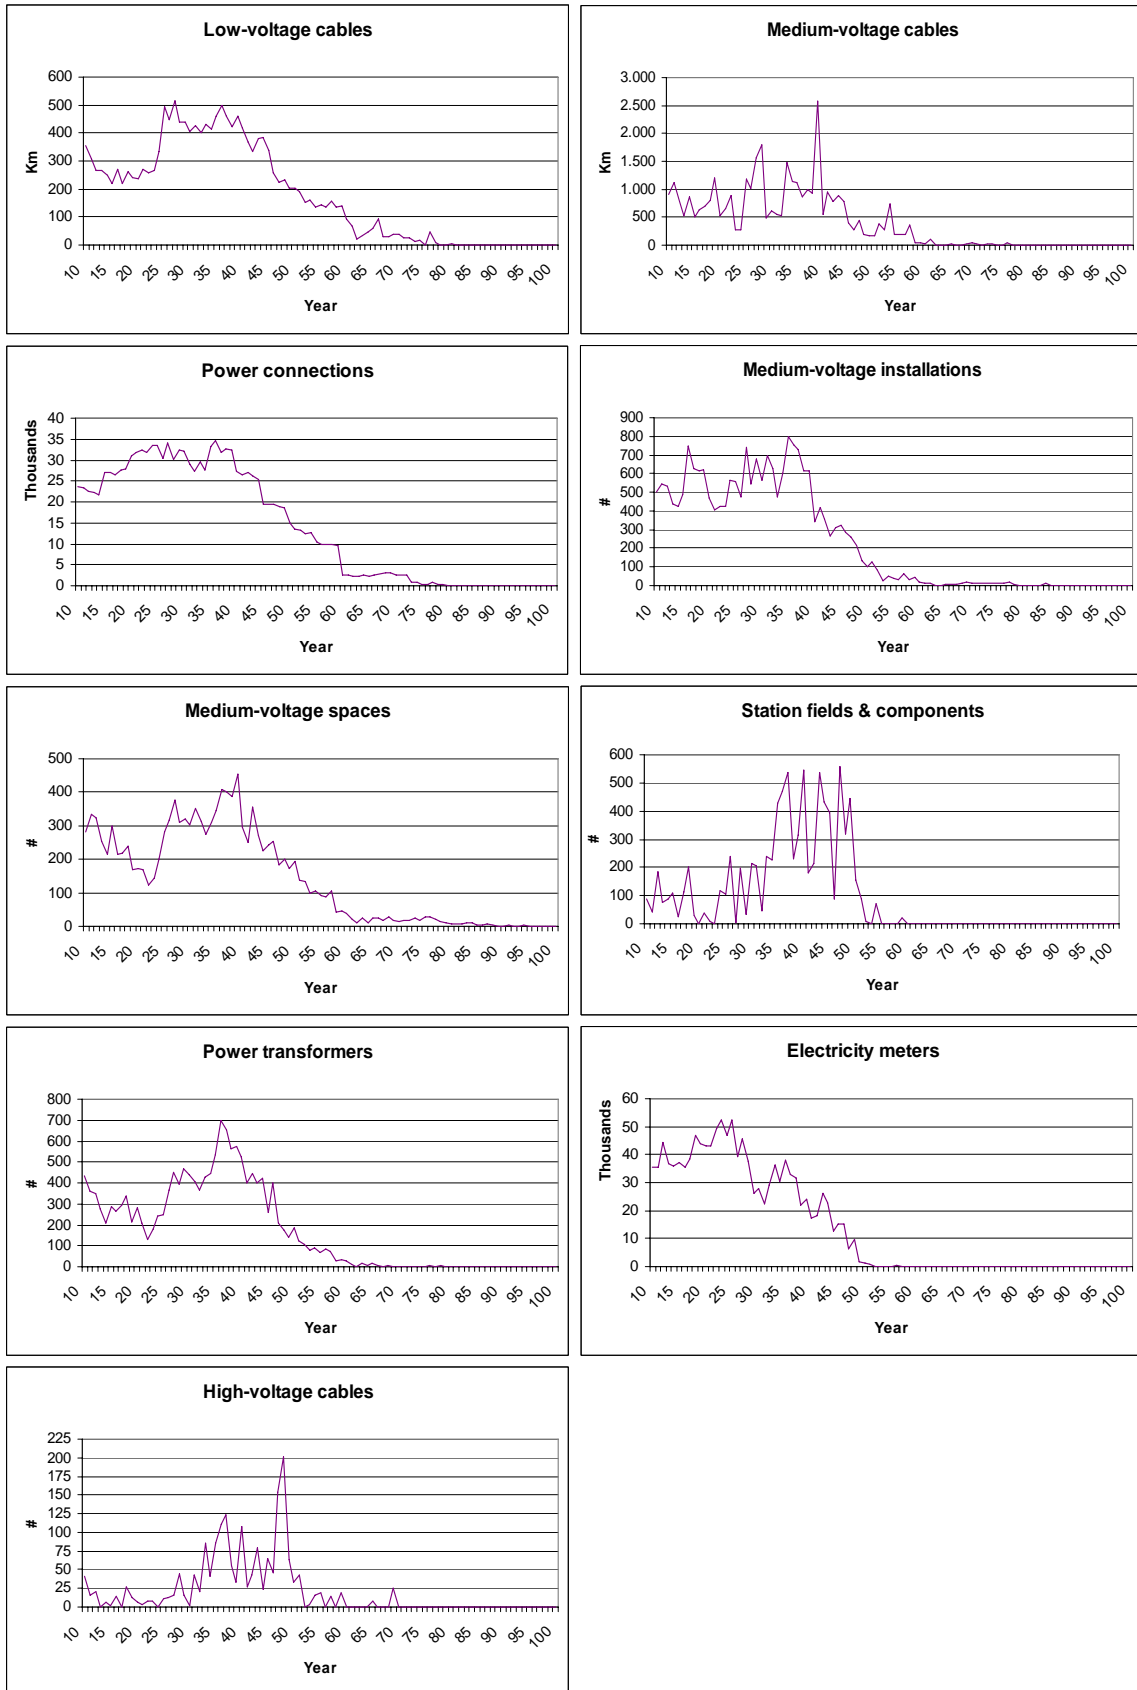 Low-voltage cables
Km
600
500
400
300
200
100
0
10 15 20 25 30 35 40 45 50 55 60 65 70 75 80 85 90 95 100
Year
Medium-voltage cables
Km
3.000
2.500
2.000
1.500
1.000
500
0
10 15 20 25 30 35 40 45 50 55 60 65 70 75 80 85 90 95 100
Year
Power connections
Thousands
40
35
30
25
20
15
10
5
0
10 15 20 25 30 35 40 45 50 55 60 65 70 75 80 85 90 95 100
Year
Medium-voltage installations
#
900
800
700
600
500
400
300
200
100
0
10 15 20 25 30 35 40 45 50 55 60 65 70 75 80 85 90 95 100
Year
Medium-voltage spaces
#
500
400
300
200
100
0
10 15 20 25 30 35 40 45 50 55 60 65 70 75 80 85 90 95 100
Year
Station fields & components
#
600
500
400
300
200
100
0
10 15 20 25 30 35 40 45 50 55 60 65 70 75 80 85 90 95 100
Year
Power transformers
#
800
700
600
500
400
300
200
100
0
10 15 20 25 30 35 40 45 50 55 60 65 70 75 80 85 90 95 100
Year
Electricity meters
Thousands
60
50
40
30
20
10
0
10 15 20 25 30 35 40 45 50 55 60 65 70 75 80 85 90 95 100
Year
High-voltage cables
#
225
200
175
150
125
100
75
50
25
0
10 15 20 25 30 35 40 45 50 55 60 65 70 75 80 85 90 95 100
Year